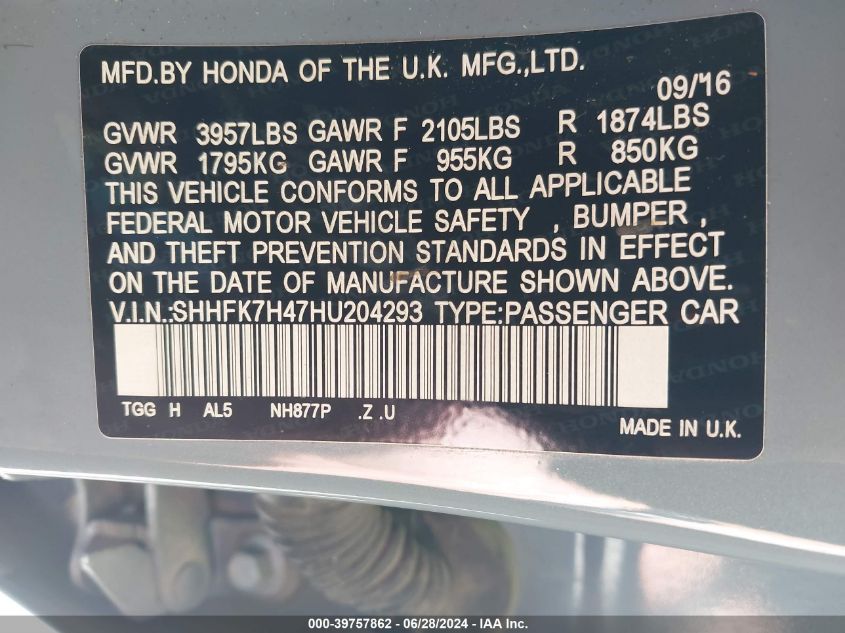 MFD.BY HONDA OF THE U.K. MFG.,LTD.
09/16
GVWR 3957LBS GAWR F 2105LBS R 1874LBS
GVWR 1795KG GAWR F 955KG R 850KG
THIS VEHICLE CONFORMS TO ALL APPLICABLE
FEDERAL MOTOR VEHICLE SAFETY , BUMPER ,
AND THEFT PREVENTION STANDARDS IN EFFECT
ON THE DATE OF MANUFACTURE SHOWN ABOVE.
V.I.N.:SHHFK7H47HU204293 TYPE:PASSENGER CAR
TGG H AL5 NH877P .Z .U
MADE IN U.K.
000-39757862 - 06/28/2024 - IAA Inc.